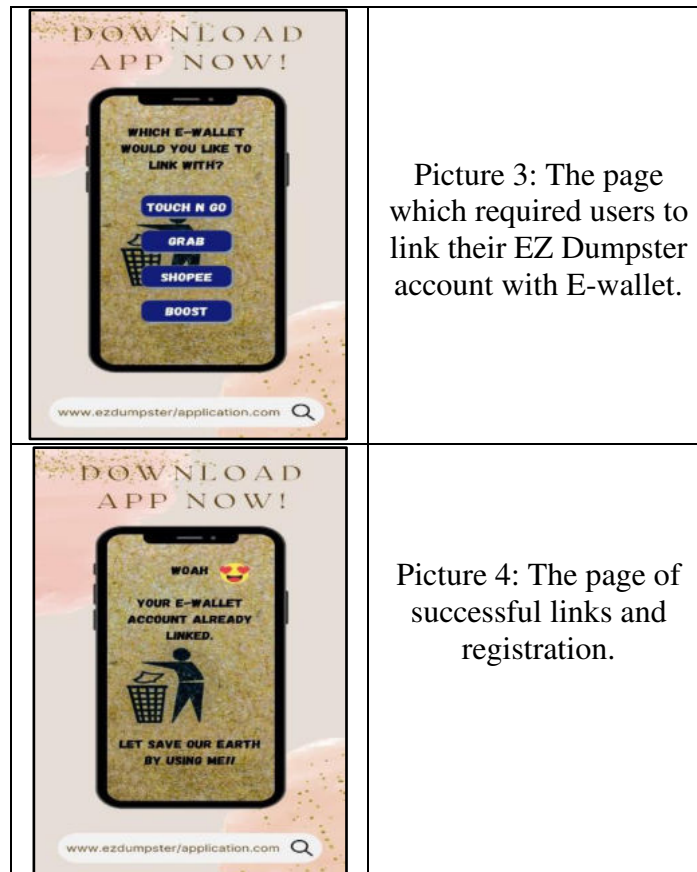 DOWNLOAD
APP NOW!
WHICH E-WALLET
WOULD YOU LIKE TO
LINK WITH?
TOUCH N GO
GRAB
SHOPEE
BOOST
www.ezdumpster/application.com
Picture 3: The page
which required users to
link their EZ Dumpster
account with E-wallet.
DOWNLOAD
APP NOW!
WOAH 😍
YOUR E-WALLET
ACCOUNT ALREADY
LINKED.
LET SAVE OUR EARTH
BY USING ME!!
www.ezdumpster/application.com
Picture 4: The page of
successful links and
registration.